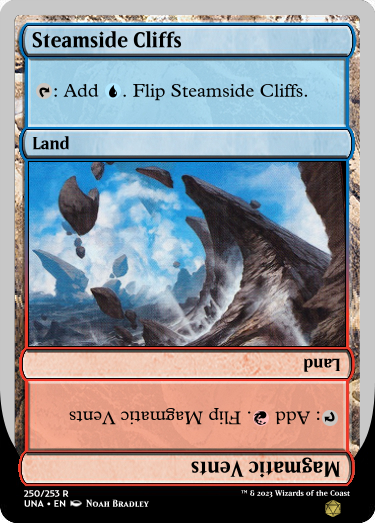 Steamside Cliffs
: Add . Flip Steamside Cliffs.
Land
Land
: Add . Flip Magmatic Vents
Magmatic Vents
250/253 R
UNA • EN Noah Bradley
™ & 2023 Wizards of the Coast